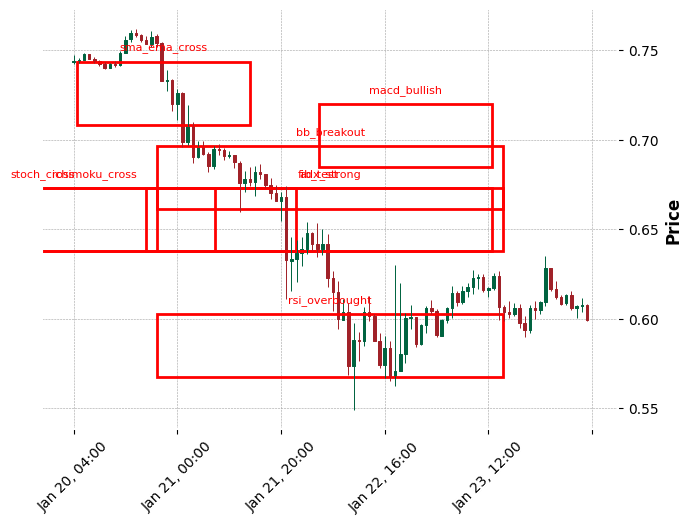 sma_ema_cross
0.75
macd_bullish
0.70
bb_breakout
stoch_cross
ichimoku_cross
adx_strong
0.65
Price
rsi_overbought
0.60
0.55
Jan 20, 04:00
Jan 21, 00:00
Jan 21, 20:00
Jan 22, 16:00
Jan 23, 12:00